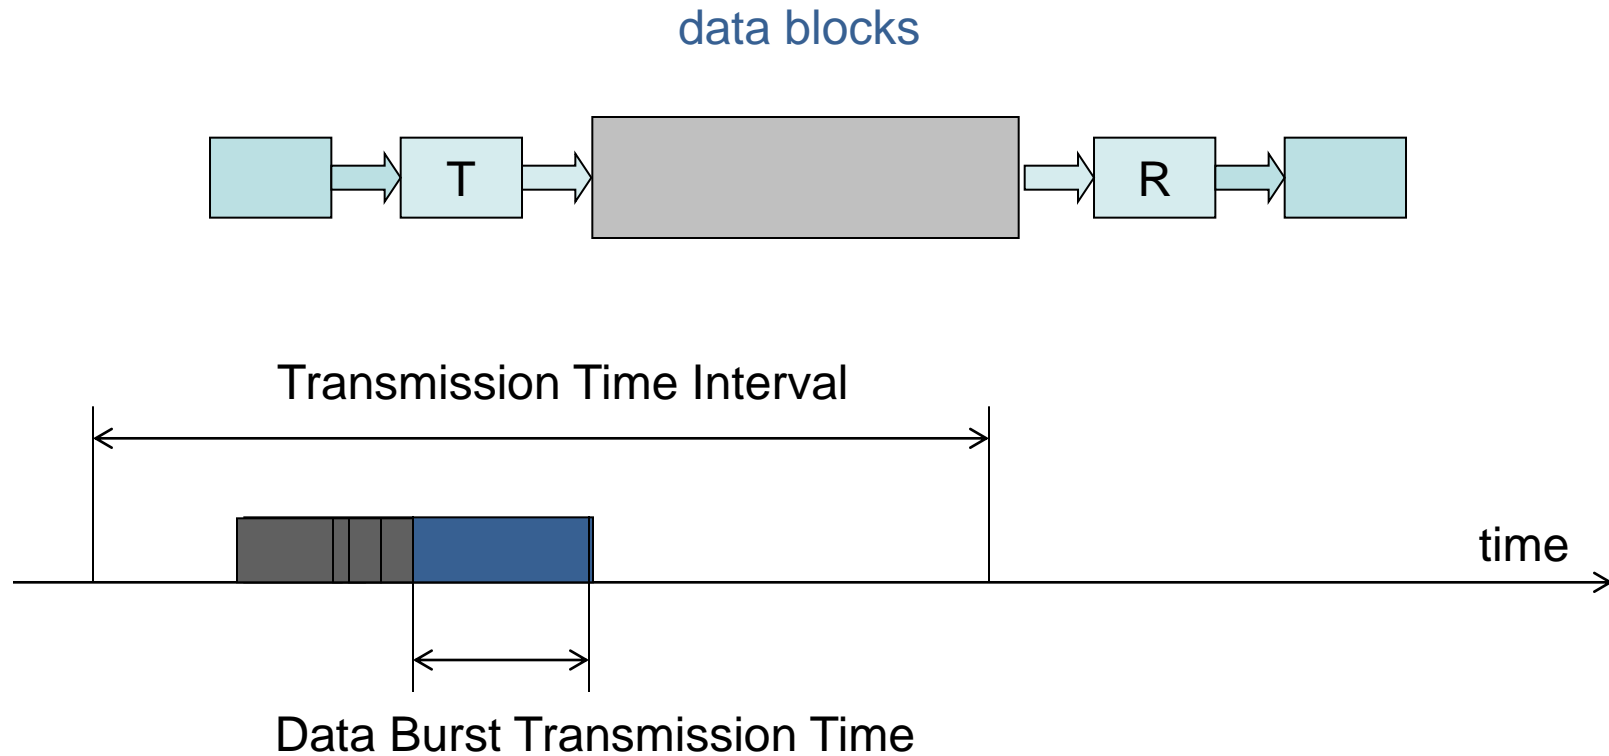 data blocks
T
R
Transmission Time Interval
time
Data Burst Transmission Time